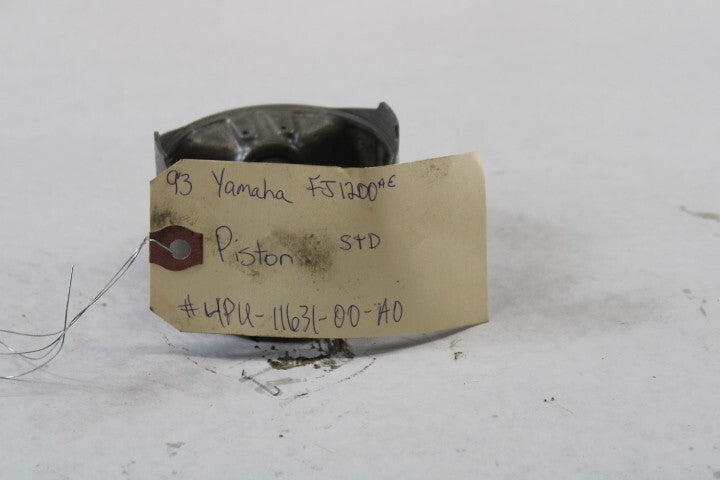 93 Yamaha FJ1200AE
Piston STD
#4PU-11631-00-A0